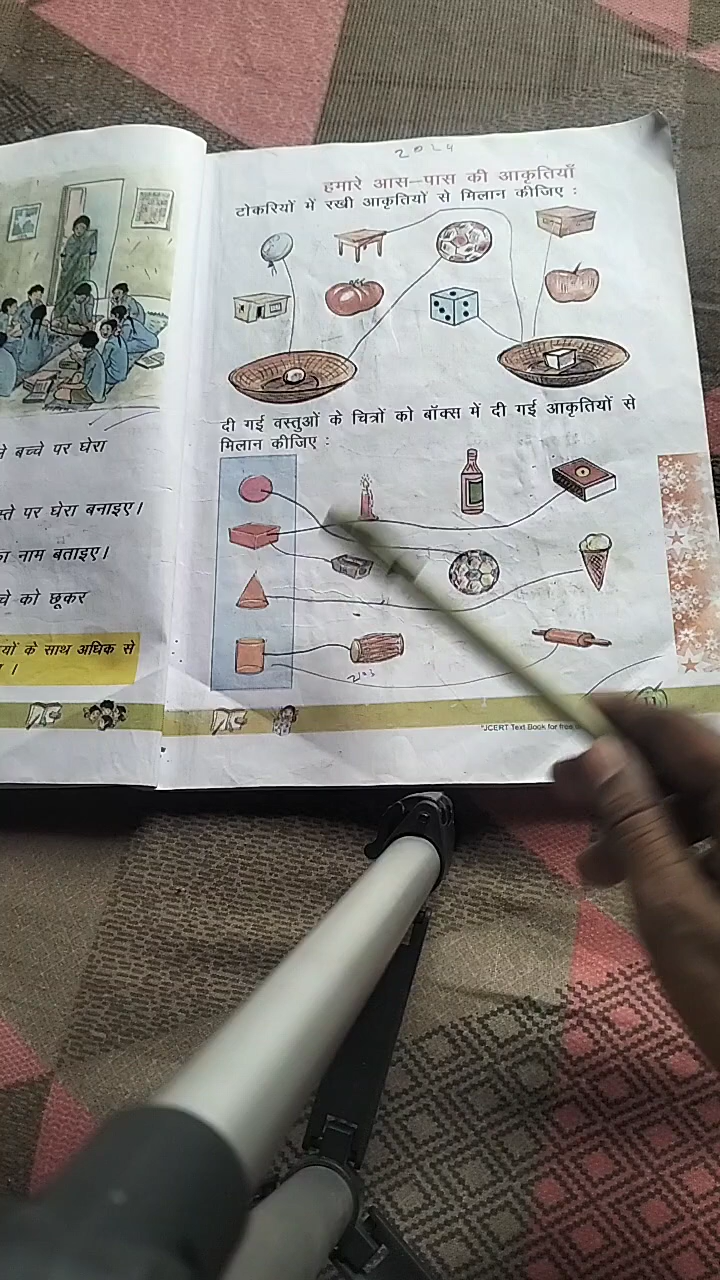 2024
हमारे आस–पास की आकृतियाँ
टोकरियों में रखी आकृतियों से मिलान कीजिए :
दी गई वस्तुओं के चित्रों को बॉक्स में दी गई आकृतियों से
मिलान कीजिए :
बच्चे पर घेरा
पर घेरा बनाइए।
नाम बताइए।
को छूकर
के साथ अधिक से
।
11
*JCERT Text Book for free